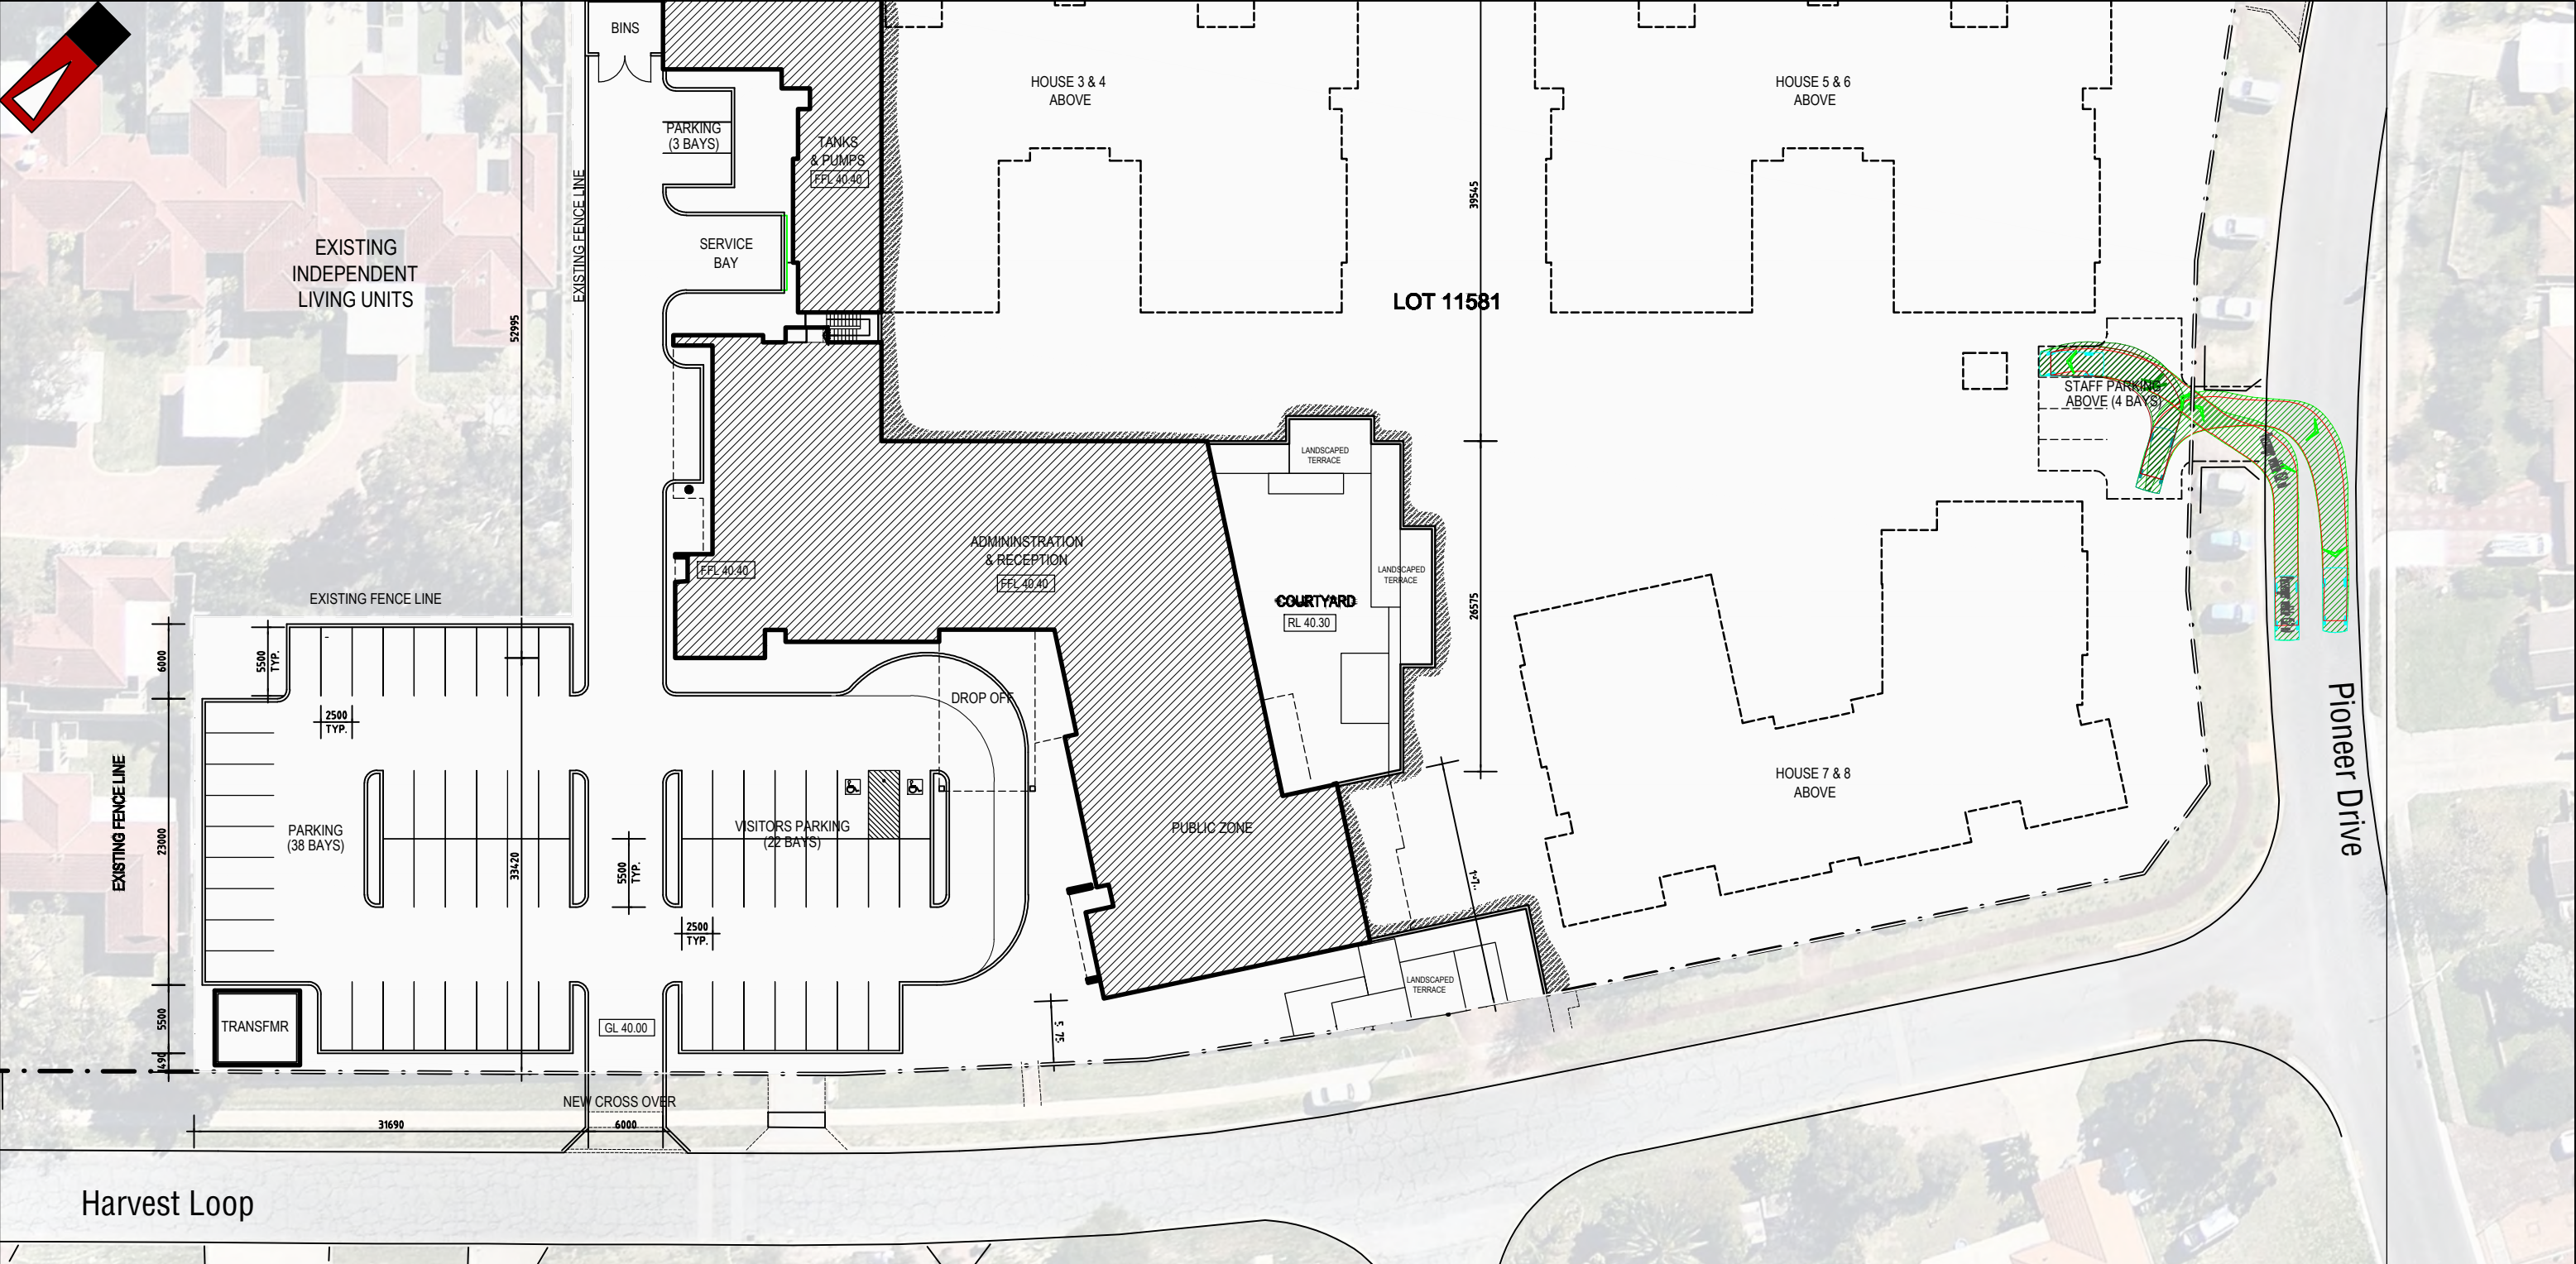 BINS
HOUSE 3 & 4
ABOVE
HOUSE 5 & 6
ABOVE
PARKING
(3 BAYS)
TANKS
& PUMPS
FFL 40.40
EXISTING FENCE LINE
39545
SERVICE
BAY
EXISTING
INDEPENDENT
LIVING UNITS
LOT 11581
52995
STAFF PARKING
ABOVE (4 BAYS)
LANDSCAPED
TERRACE
ADMININSTRATION
& RECEPTION
FFL 40.40
FFL 40.40
LANDSCAPED
TERRACE
COURTYARD
RL 40.30
26575
EXISTING FENCE LINE
6000
5500
TYP.
2500
TYP.
DROP OFF
Pioneer Drive
HOUSE 7 & 8
ABOVE
EXISTING FENCE LINE
23000
PARKING
(38 BAYS)
33420
5500
TYP.
VISITORS PARKING
(22 BAYS)
PUBLIC ZONE
2500
TYP.
LANDSCAPED
TERRACE
5500
TRANSFMR
GL 40.00
490
NEW CROSS OVER
31690
6000
Harvest Loop